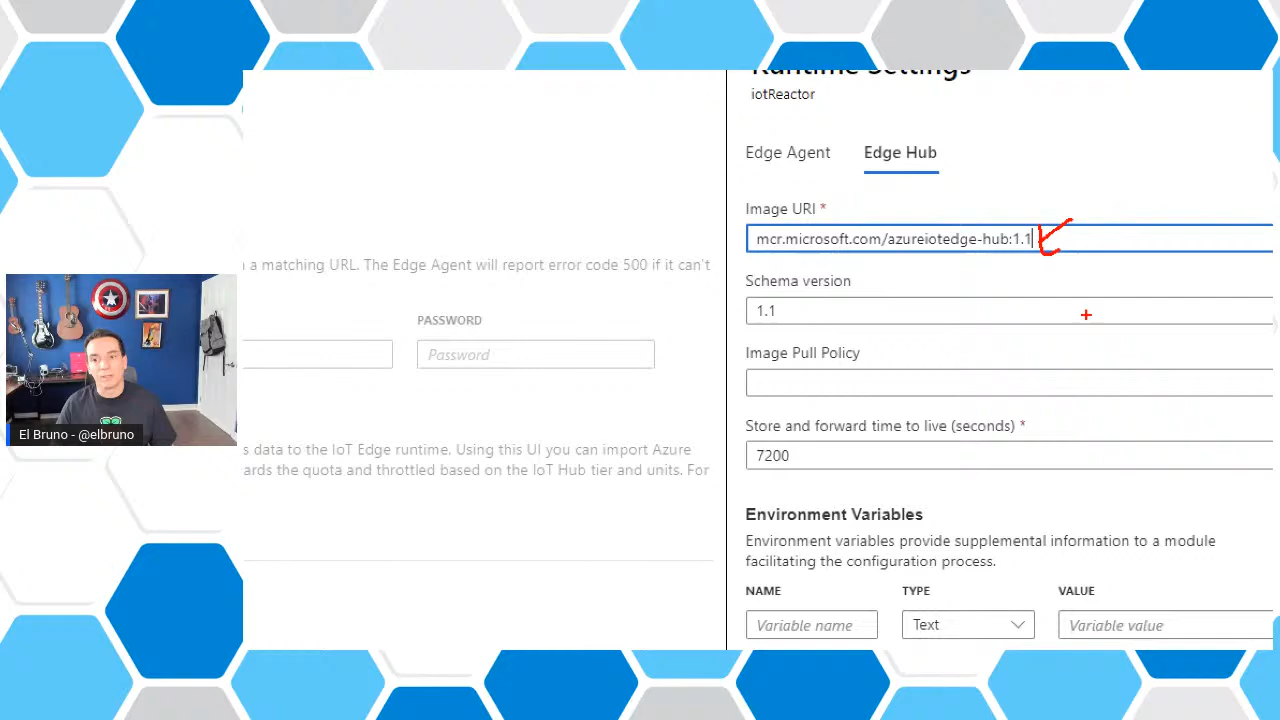 Runtime Settings
iotReactor
Edge Agent Edge Hub
Image URI *
mcr.microsoft.com/azureiotedge-hub:1.1
a matching URL. The Edge Agent will report error code 500 if it can't
Schema version
1.1
PASSWORD
Password
Image Pull Policy
Store and forward time to live (seconds) *
7200
El Bruno - @elbruno
s data to the IoT Edge runtime. Using this UI you can import Azure
ards the quota and throttled based on the IoT Hub tier and units. For
Environment Variables
Environment variables provide supplemental information to a module
facilitating the configuration process.
NAME TYPE VALUE
Variable name Text Variable value